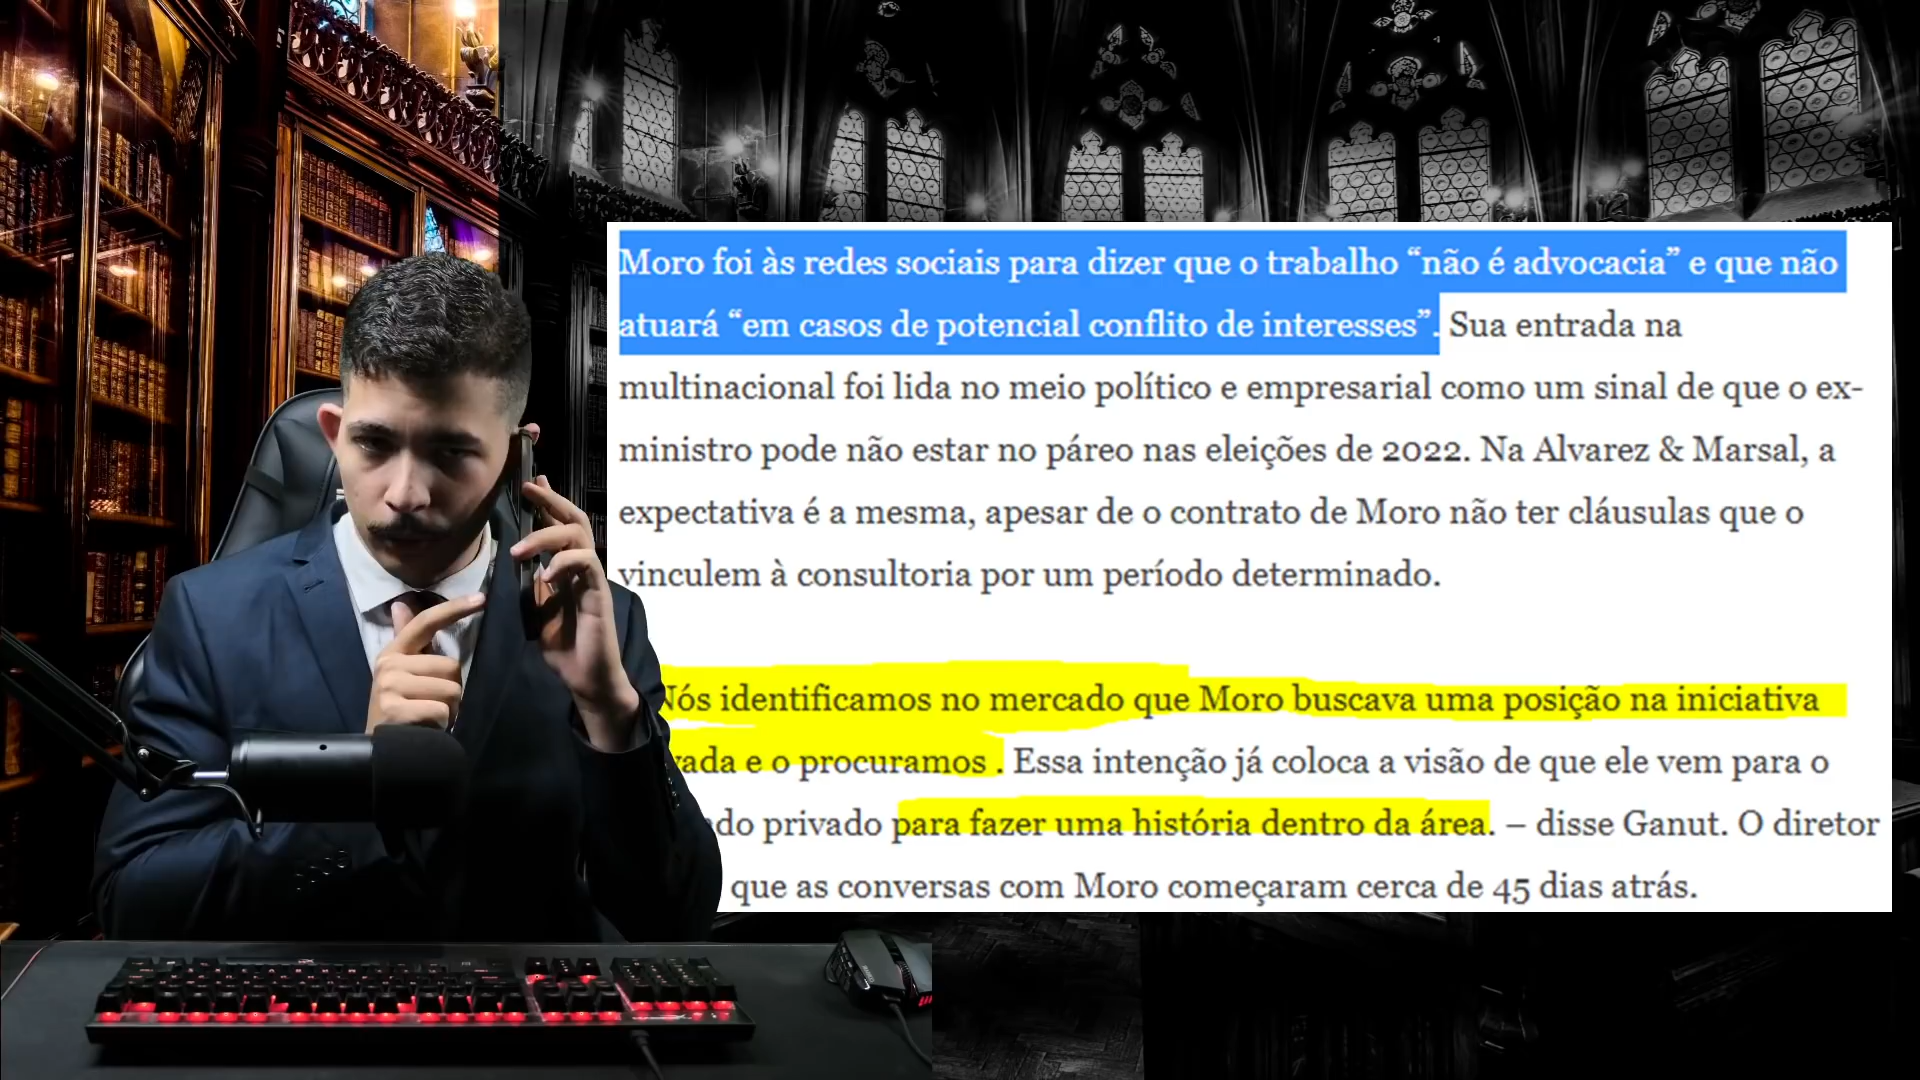 Moro foi às redes sociais para dizer que o trabalho “não é advocacia” e que não
atuará “em casos de potencial conflito de interesses”. Sua entrada na
multinacional foi lida no meio político e empresarial como um sinal de que o ex-
ministro pode não estar no páreo nas eleições de 2022. Na Alvarez & Marsal, a
expectativa é a mesma, apesar de o contrato de Moro não ter cláusulas que o
vinculem à consultoria por um período determinado.
Nós identificamos no mercado que Moro buscava uma posição na iniciativa
e o procuramos . Essa intenção já coloca a visão de que ele vem para o
privado para fazer uma história dentro da área. – disse Ganut. O diretor
que as conversas com Moro começaram cerca de 45 dias atrás.